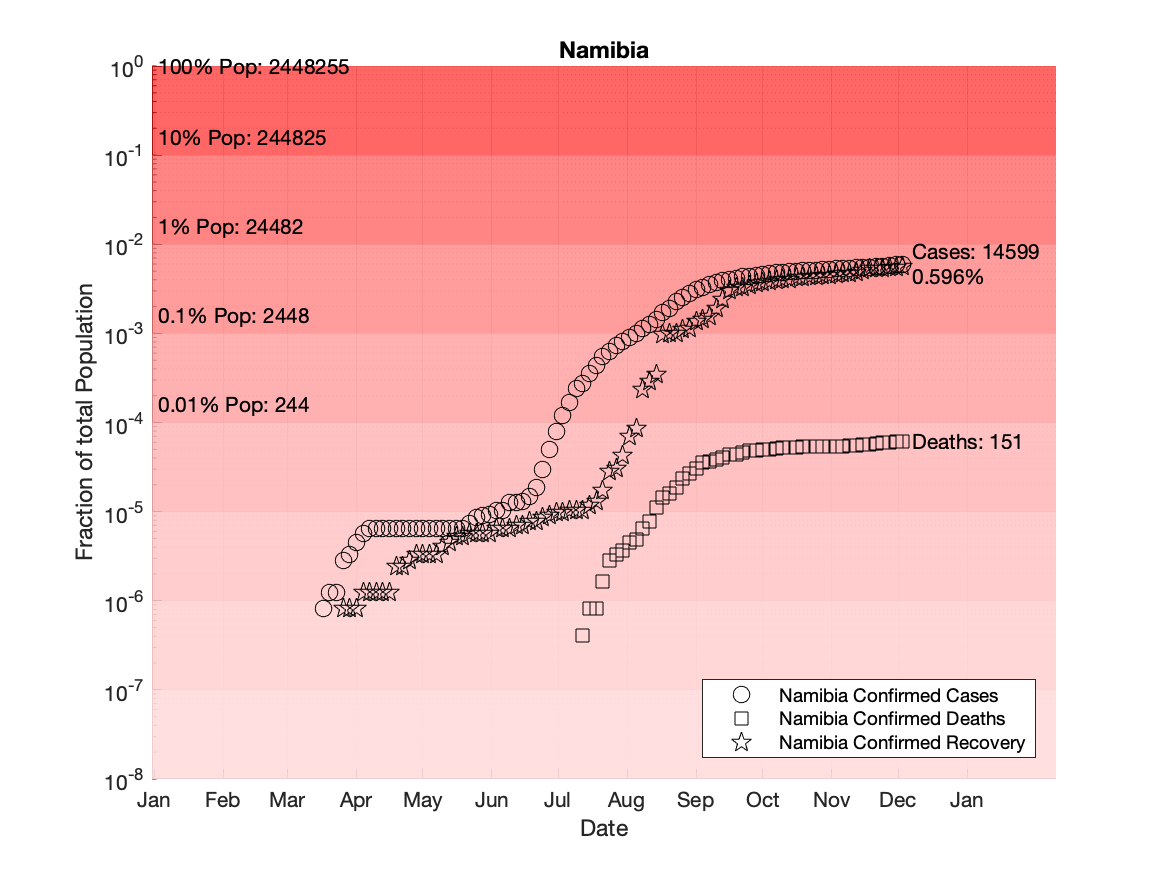 Namibia
10^0
100% Pop: 2448255
10% Pop: 244825
10^-1
1% Pop: 24482
10^-2
Cases: 14599
0.596%
0.1% Pop: 2448
10^-3
0.01% Pop: 244
10^-4
Deaths: 151
10^-5
10^-6
10^-7
10^-8
Fraction of total Population
Namibia Confirmed Cases
Namibia Confirmed Deaths
Namibia Confirmed Recovery
Jan Feb Mar Apr May Jun Jul Aug Sep Oct Nov Dec Jan
Date